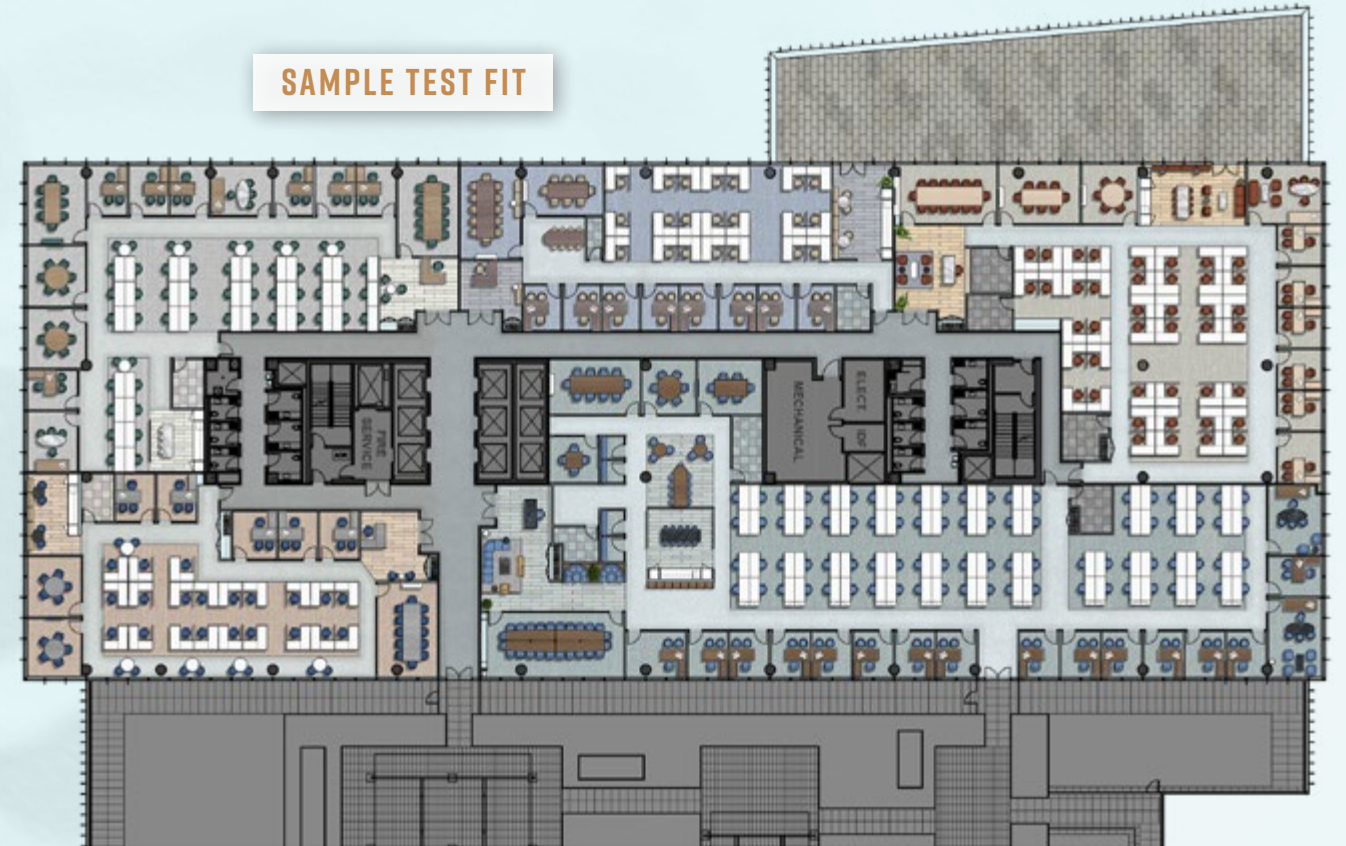 SAMPLE TEST FIT
FIRE
SERVICE
MECHANICAL
ELECT.
IDF